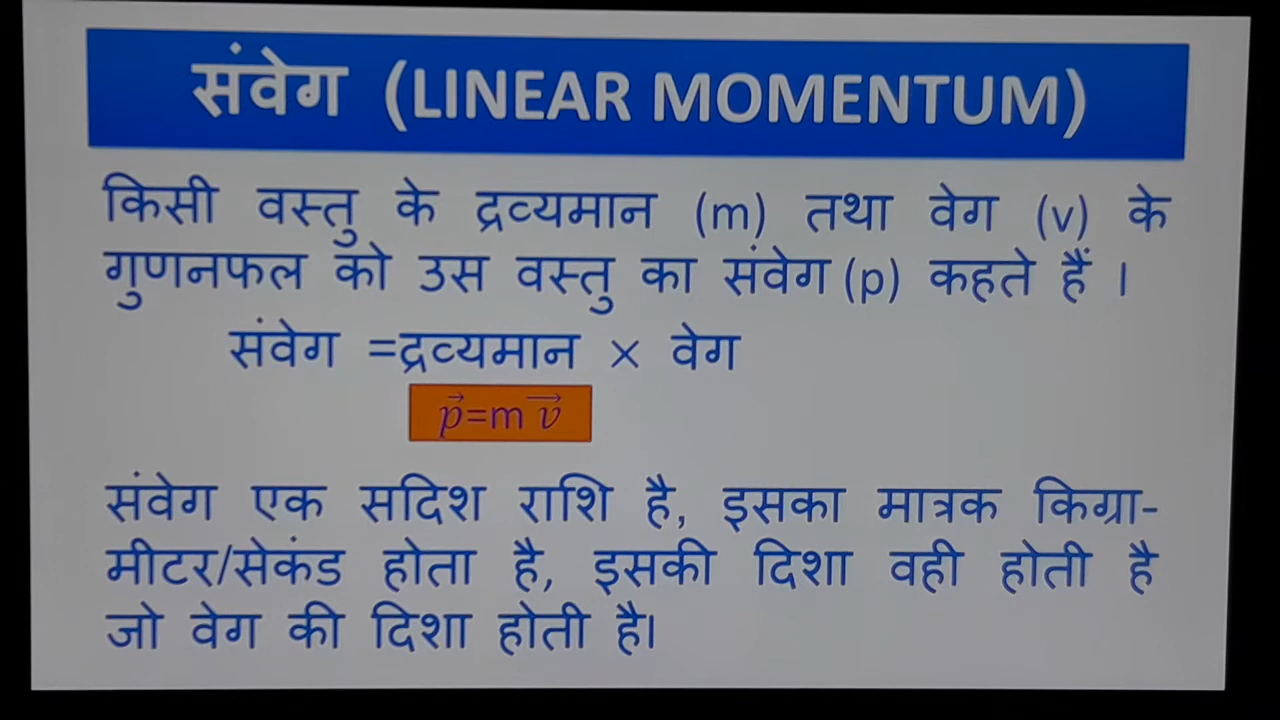 संवेग (LINEAR MOMENTUM)
किसी वस्तु के द्रव्यमान (m) तथा वेग (v) के
गुणनफल को उस वस्तु का संवेग (p) कहते हैं ।
संवेग =द्रव्यमान × वेग
p⃗=m v⃗
संवेग एक सदिश राशि है, इसका मात्रक किग्रा-
मीटर/सेकंड होता है, इसकी दिशा वही होती है
जो वेग की दिशा होती है।